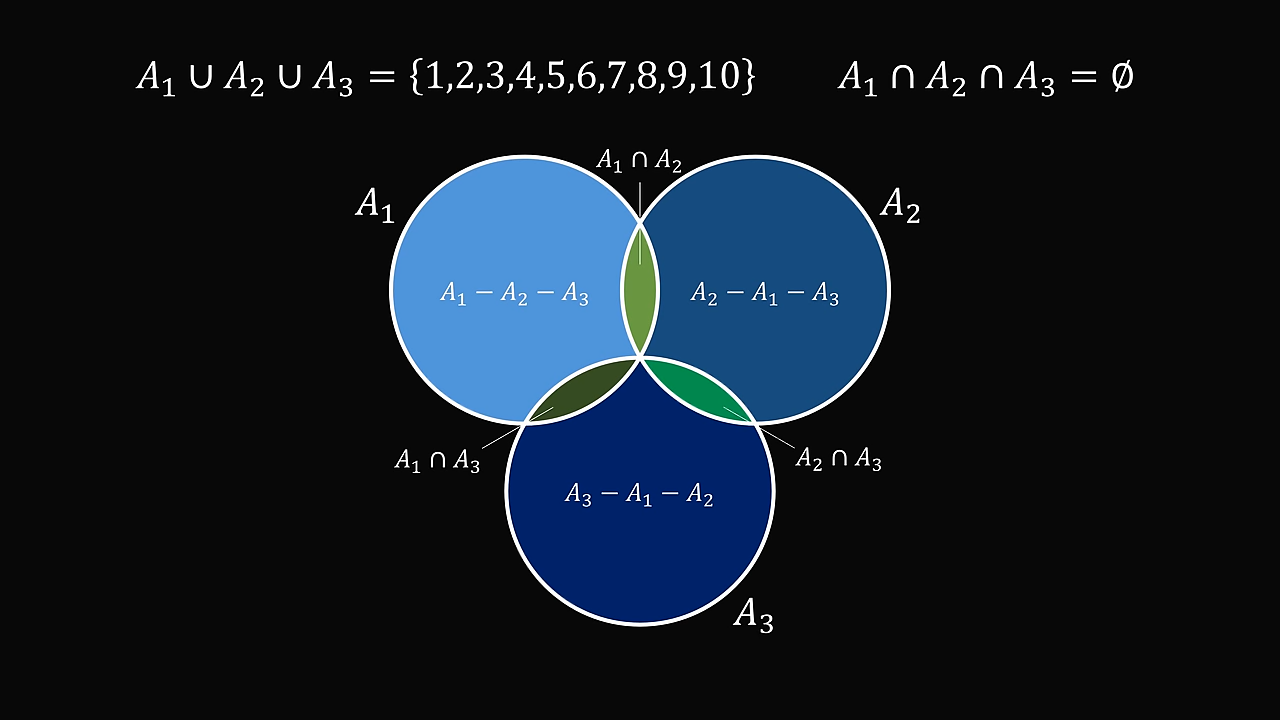 A₁ ∪ A₂ ∪ A₃ = {1,2,3,4,5,6,7,8,9,10}
A₁ ∩ A₂ ∩ A₃ = ∅
A₁ ∩ A₂
A₁
A₂
A₁ − A₂ − A₃
A₂ − A₁ − A₃
A₁ ∩ A₃
A₂ ∩ A₃
A₃ − A₁ − A₂
A₃